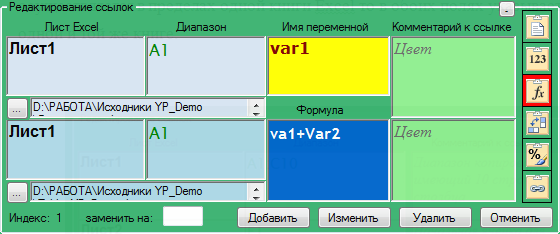 Редактирование ссылок
-
Лист Excel Диапазон Имя переменной Комментарий к ссылке
Лист1 A1 var1 Цвет
... D:\РАБОТА\Исходники YP_Demo
Формула
123
fx
Лист1 A1 va1+Var2 Цвет
%
... D:\РАБОТА\Исходники YP_Demo
Индекс: 1 заменить на: Добавить Изменить Удалить Отменить